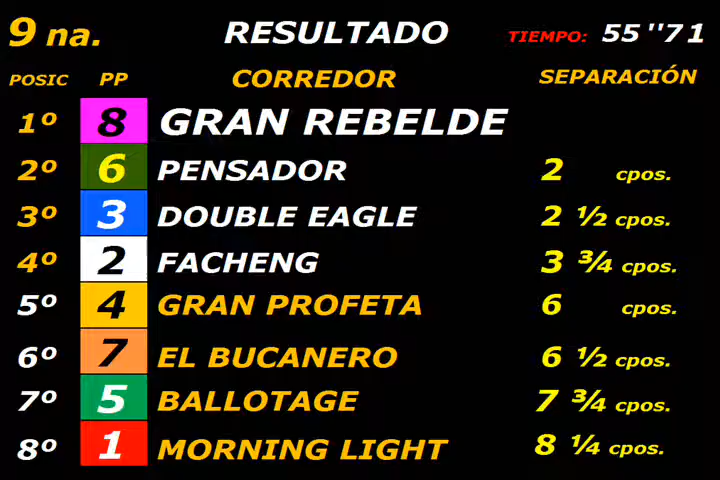 9 na. RESULTADO TIEMPO: 55''71
POSIC PP CORREDOR SEPARACIÓN
1º 8 GRAN REBELDE
2º 6 PENSADOR 2 cpos.
3º 3 DOUBLE EAGLE 2 ½ cpos.
4º 2 FACHENG 3 ¾ cpos.
5º 4 GRAN PROFETA 6 cpos.
6º 7 EL BUCANERO 6 ½ cpos.
7º 5 BALLOTAGE 7 ¾ cpos.
8º 1 MORNING LIGHT 8 ¼ cpos.